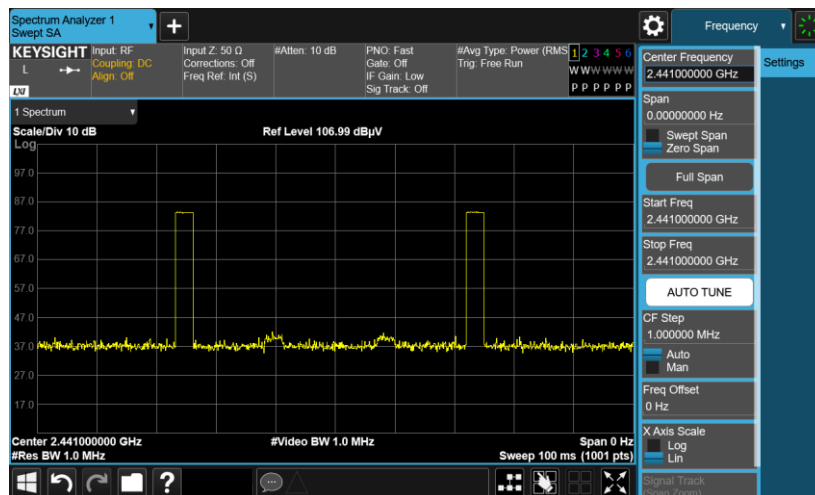 Spectrum Analyzer 1
Swept SA
Frequency
KEYSIGHT
L
LXI
Input: RF
Coupling: DC
Align: Off
Input Z: 50 Ω
Corrections: Off
Freq Ref: Int (S)
#Atten: 10 dB
PNO: Fast
Gate: Off
IF Gain: Low
Sig Track: Off
#Avg Type: Power (RMS
Trig: Free Run
1 2 3 4 5 6
W W W W W W
P P P P P P
1 Spectrum
Scale/Div 10 dB
Ref Level 106.99 dBµV
Log
97.0
87.0
77.0
67.0
57.0
47.0
37.0
27.0
17.0
Center 2.441000000 GHz
#Res BW 1.0 MHz
#Video BW 1.0 MHz
Span 0 Hz
Sweep 100 ms (1001 pts)
Center Frequency
2.441000000 GHz
Settings
Span
0.00000000 Hz
Swept Span
Zero Span
Full Span
Start Freq
2.441000000 GHz
Stop Freq
2.441000000 GHz
AUTO TUNE
CF Step
1.000000 MHz
Auto
Man
Freq Offset
0 Hz
X Axis Scale
Log
Lin
Signal Track
(Span Zoom)